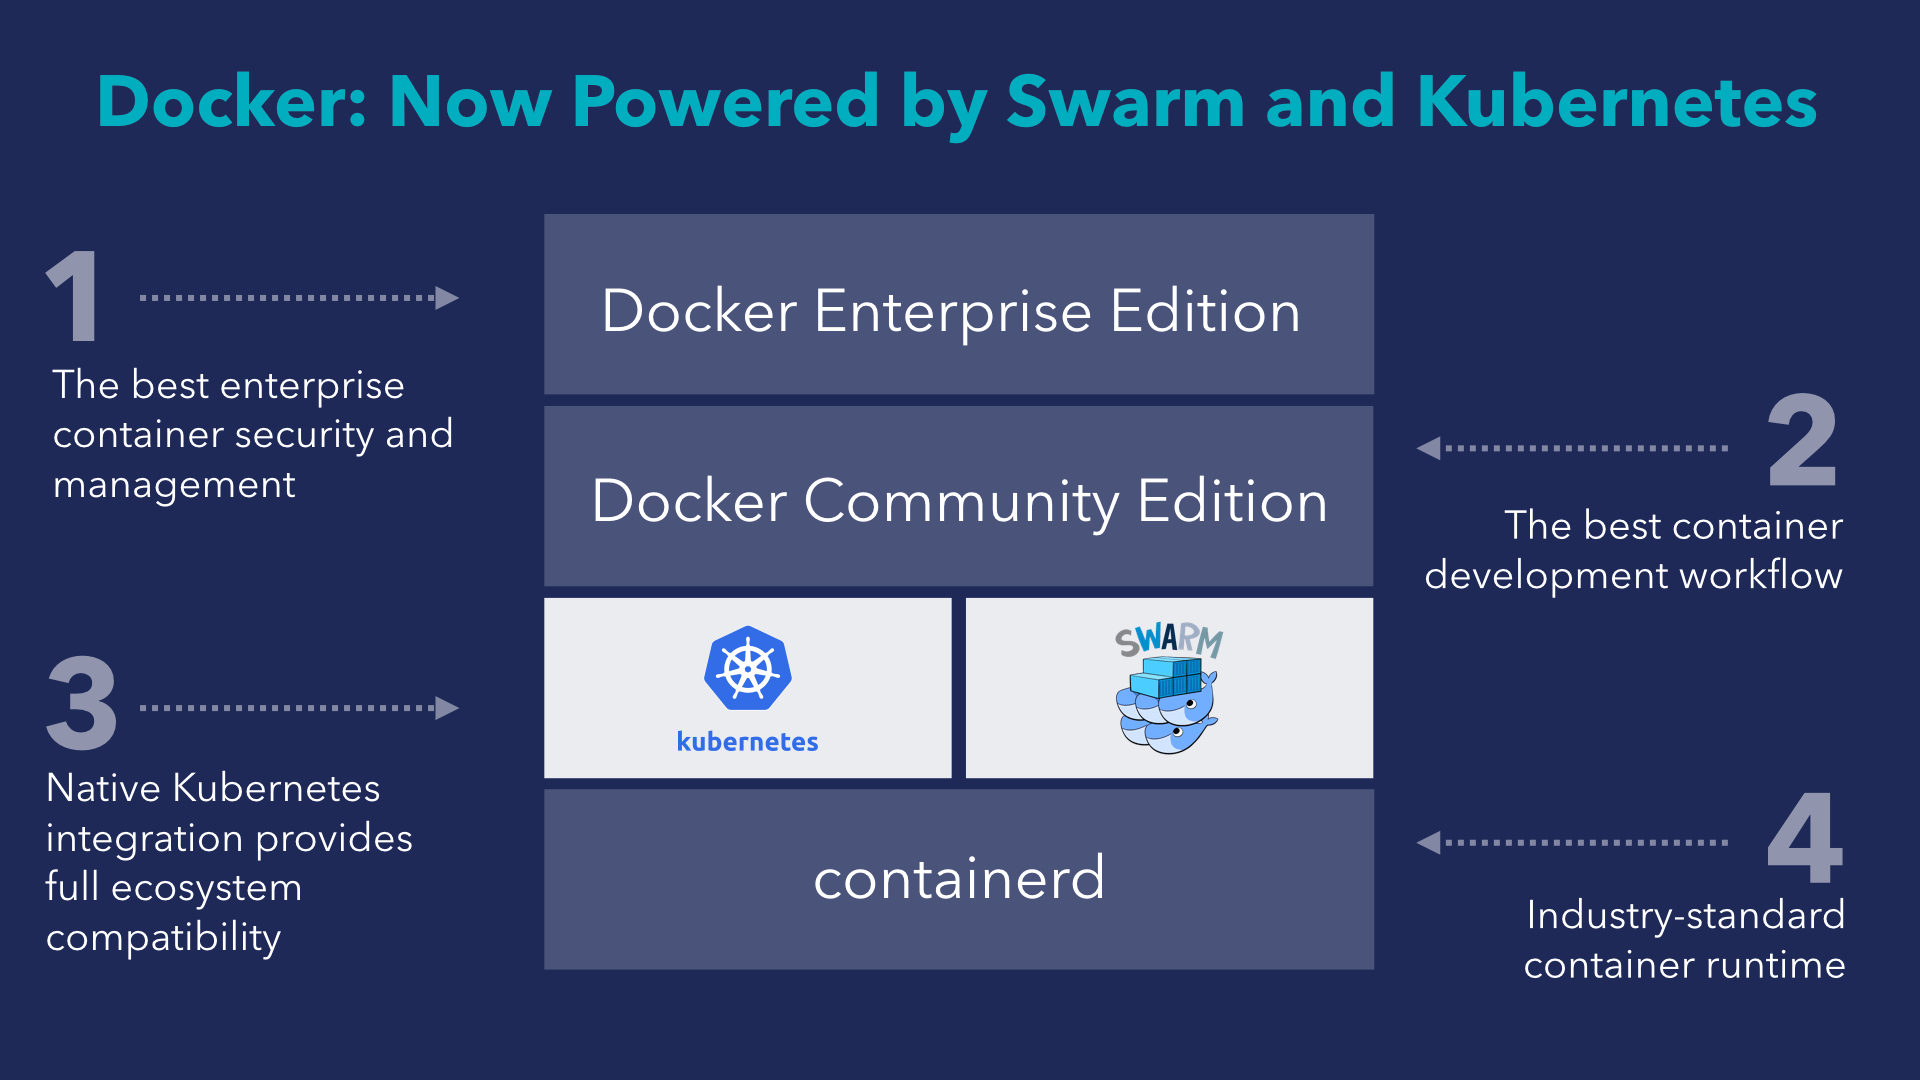 Docker: Now Powered by Swarm and Kubernetes
1
The best enterprise
container security and
management
Docker Enterprise Edition
Docker Community Edition
2
The best container
development workflow
3
Native Kubernetes
integration provides
full ecosystem
compatibility
kubernetes
SWARM
containerd
4
Industry-standard
container runtime